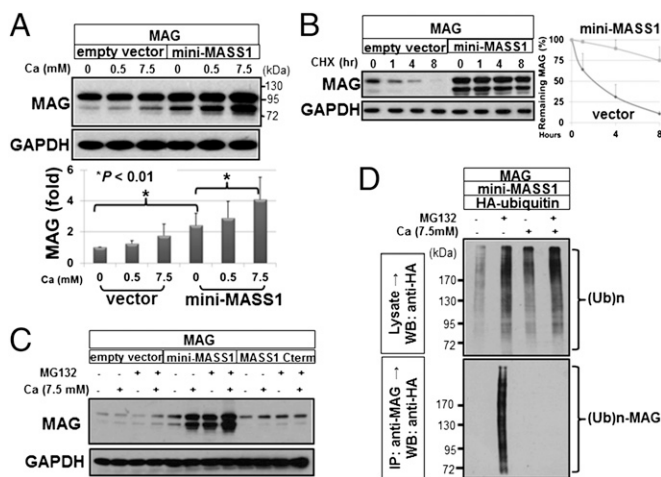 A
MAG
empty vector mini-MASS1
Ca (mM)
0 0.5 7.5 0 0.5 7.5 (kDa)
MAG
130
95
72
GAPDH
MAG (fold)
6
4
2
0
*P < 0.01
*
*
Ca (mM) 0 0.5 7.5 0 0.5 7.5
vector mini-MASS1
B
MAG
empty vector mini-MASS1
CHX (hr) 0 1 4 8 0 1 4 8
MAG
GAPDH
mini-MASS1
Remaining MAG (%)
100
75
50
25
0
vector
Hours 0 4 8
C
MAG
empty vector mini-MASS1 MASS1 Cterm
MG132 - - + + - - + + - - + +
Ca (7.5 mM) - + - + - + - + - + - +
MAG
GAPDH
D
MAG
mini-MASS1
HA-ubiquitin
MG132 - + - +
Ca (7.5mM) - - + +
(kDa)
Lysate →
WB: anti-HA
170
130
95
72
(Ub)n
IP: anti-MAG →
WB: anti-HA
170
130
95
72
(Ub)n-MAG